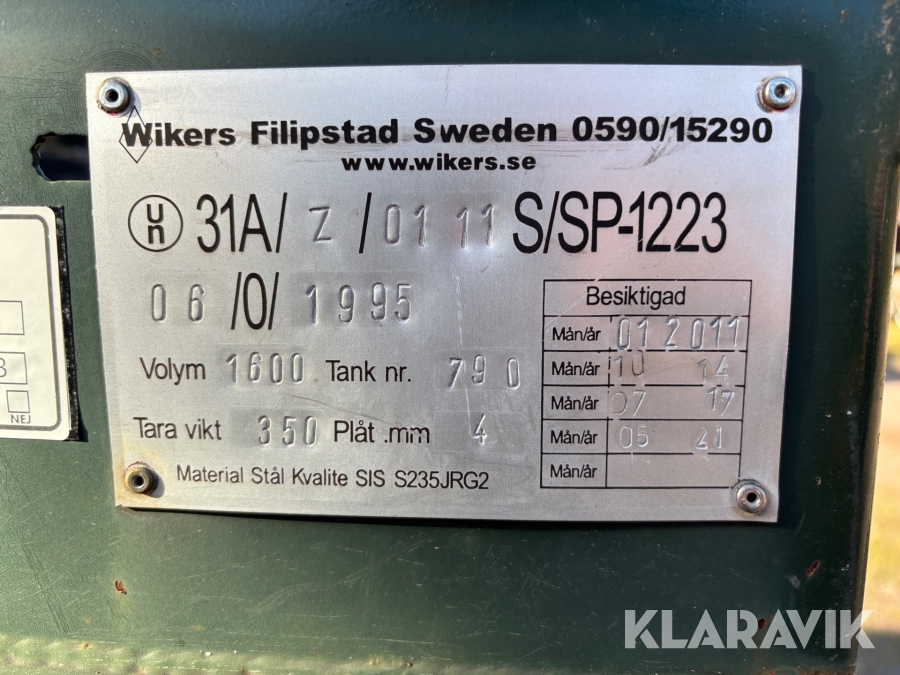 Wikers Filipstad Sweden 0590/15290
www.wikers.se
un 31A/ Z / 01 11 S/SP-1223
06 /0/ 1995
Volym 1600 Tank nr. 790
Tara vikt 350 Plåt .mm 4
Material Stål Kvalite SIS S235JRG2
Besiktigad
Mån/år 01 2011
Mån/år 10 14
Mån/år 07 17
Mån/år 05 21
Mån/år
3
NEJ
KLARAVIK